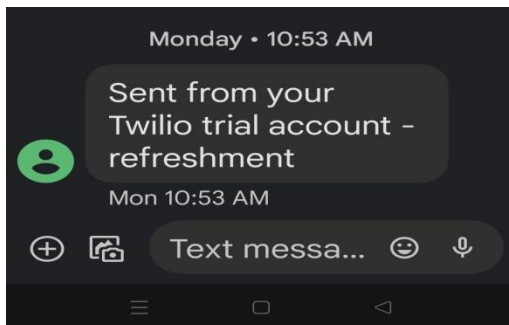 Monday • 10:53 AM
Sent from your
Twilio trial account -
refreshment
Mon 10:53 AM
Text messa...